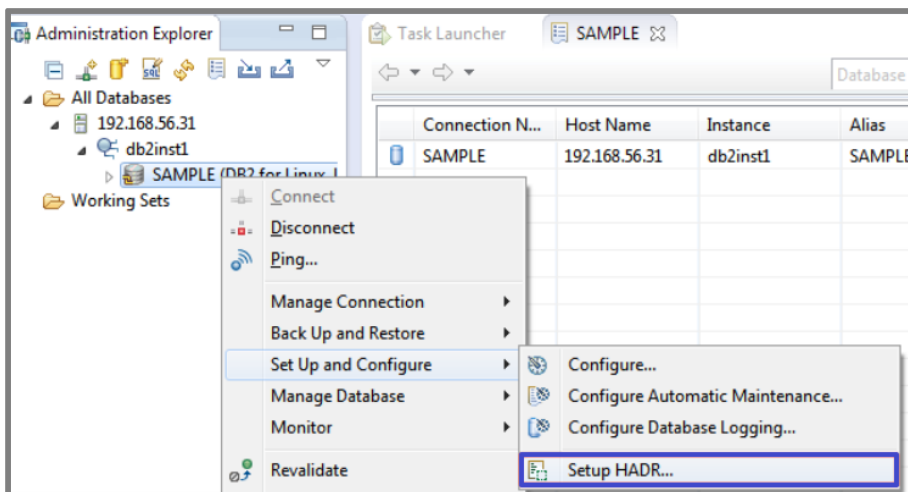 Administration Explorer
Task Launcher
SAMPLE
Database
All Databases
192.168.56.31
db2inst1
SAMPLE (DB2 for Linux, U
Working Sets
Connection N... Host Name Instance Alias
SAMPLE 192.168.56.31 db2inst1 SAMPLE
Connect
Disconnect
Ping...
Manage Connection
Back Up and Restore
Set Up and Configure
Manage Database
Monitor
Revalidate
Configure...
Configure Automatic Maintenance...
Configure Database Logging...
Setup HADR...